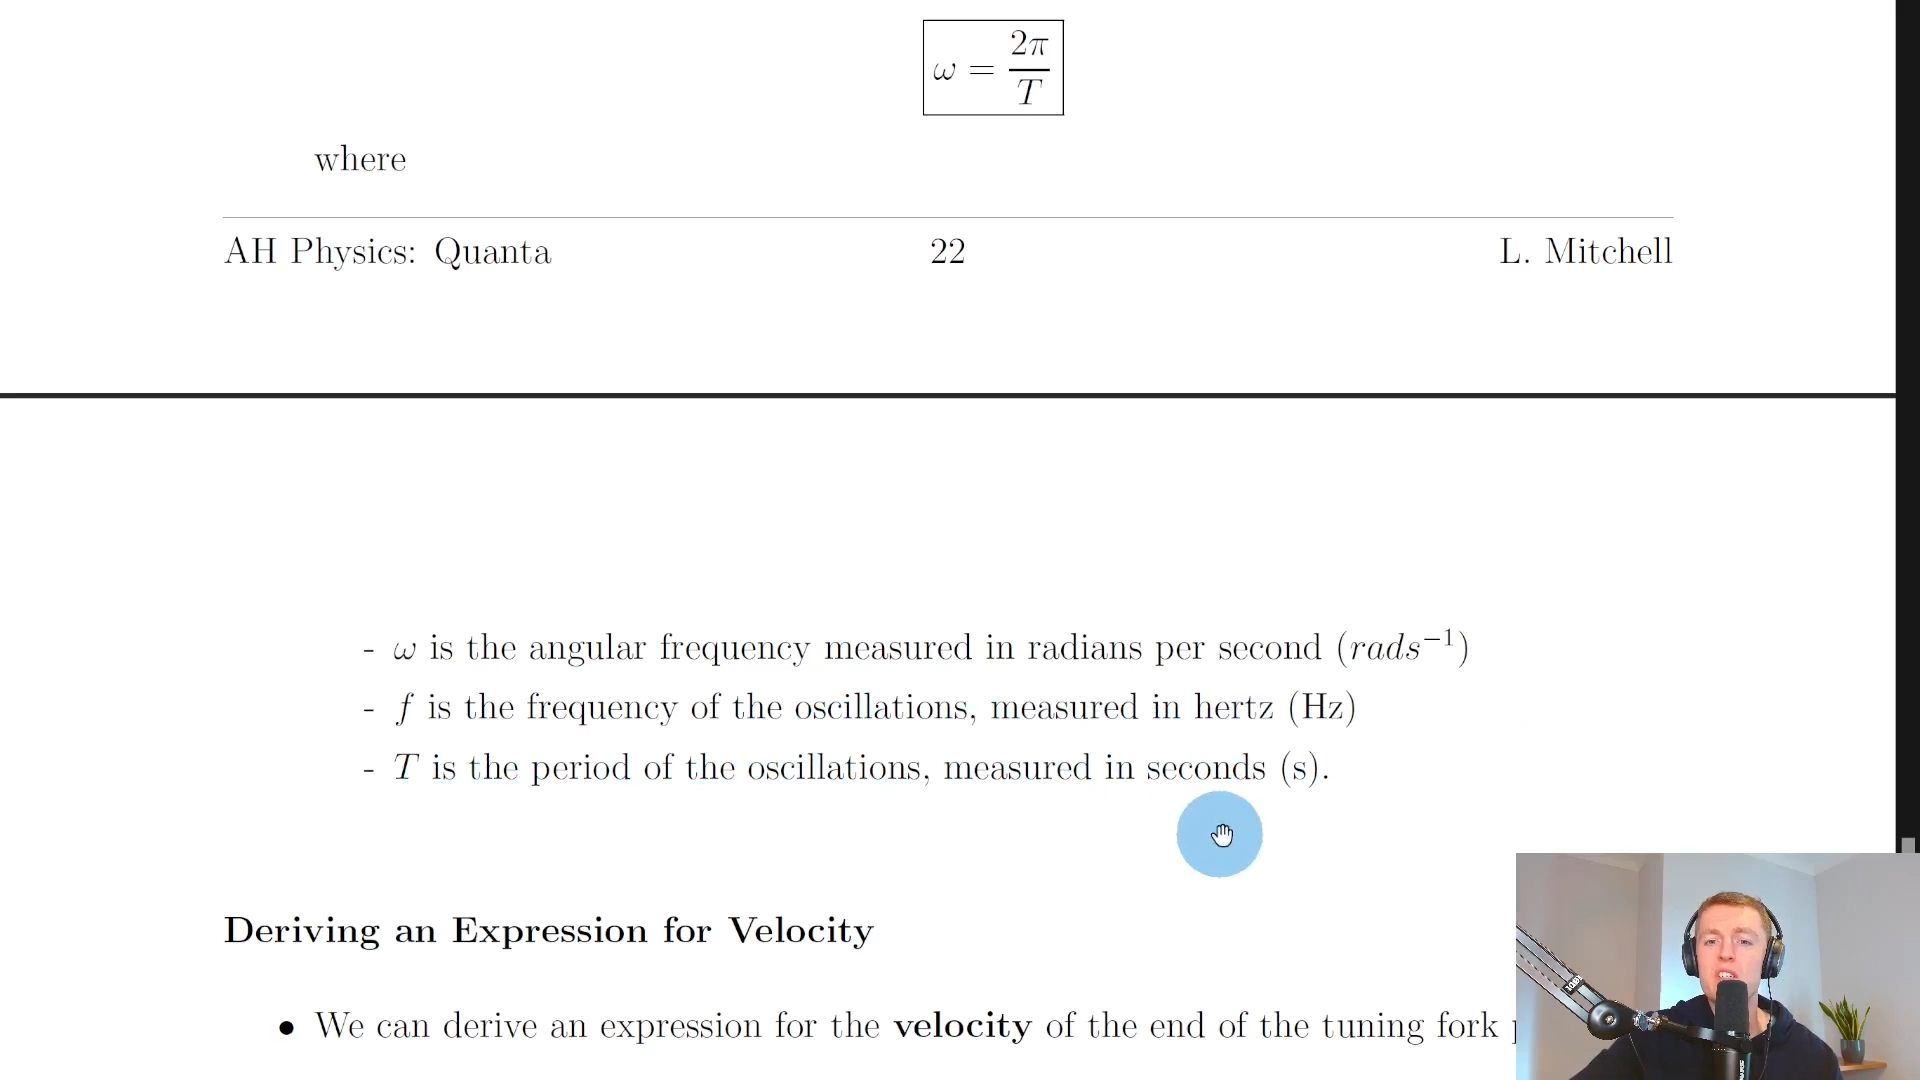 ω = 2π/T
where
AH Physics: Quanta 22 L. Mitchell
- ω is the angular frequency measured in radians per second (rads⁻¹)
- f is the frequency of the oscillations, measured in hertz (Hz)
- T is the period of the oscillations, measured in seconds (s).
Deriving an Expression for Velocity
• We can derive an expression for the velocity of the end of the tuning fork